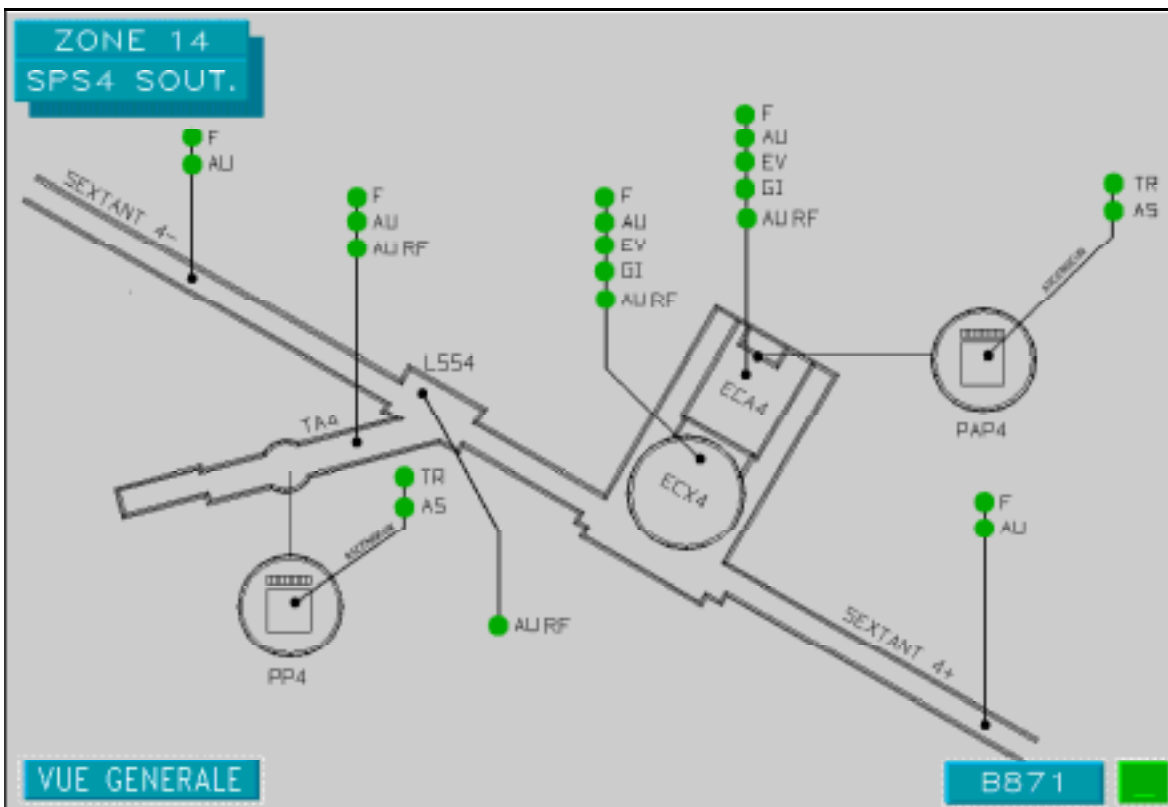 ZONE 14
SPS4 SOUT.
F
AU
SEXTANT 4-
F
AU
AU RF
F
AU
EV
GI
AU RF
F
AU
EV
GI
AU RF
TR
AS
ASCENSEUR
PAP4
LSS4
TA4
ECA4
ECX4
TR
AS
ASCENSEUR
PP4
AU RF
F
AU
SEXTANT 4+
VUE GENERALE
B871